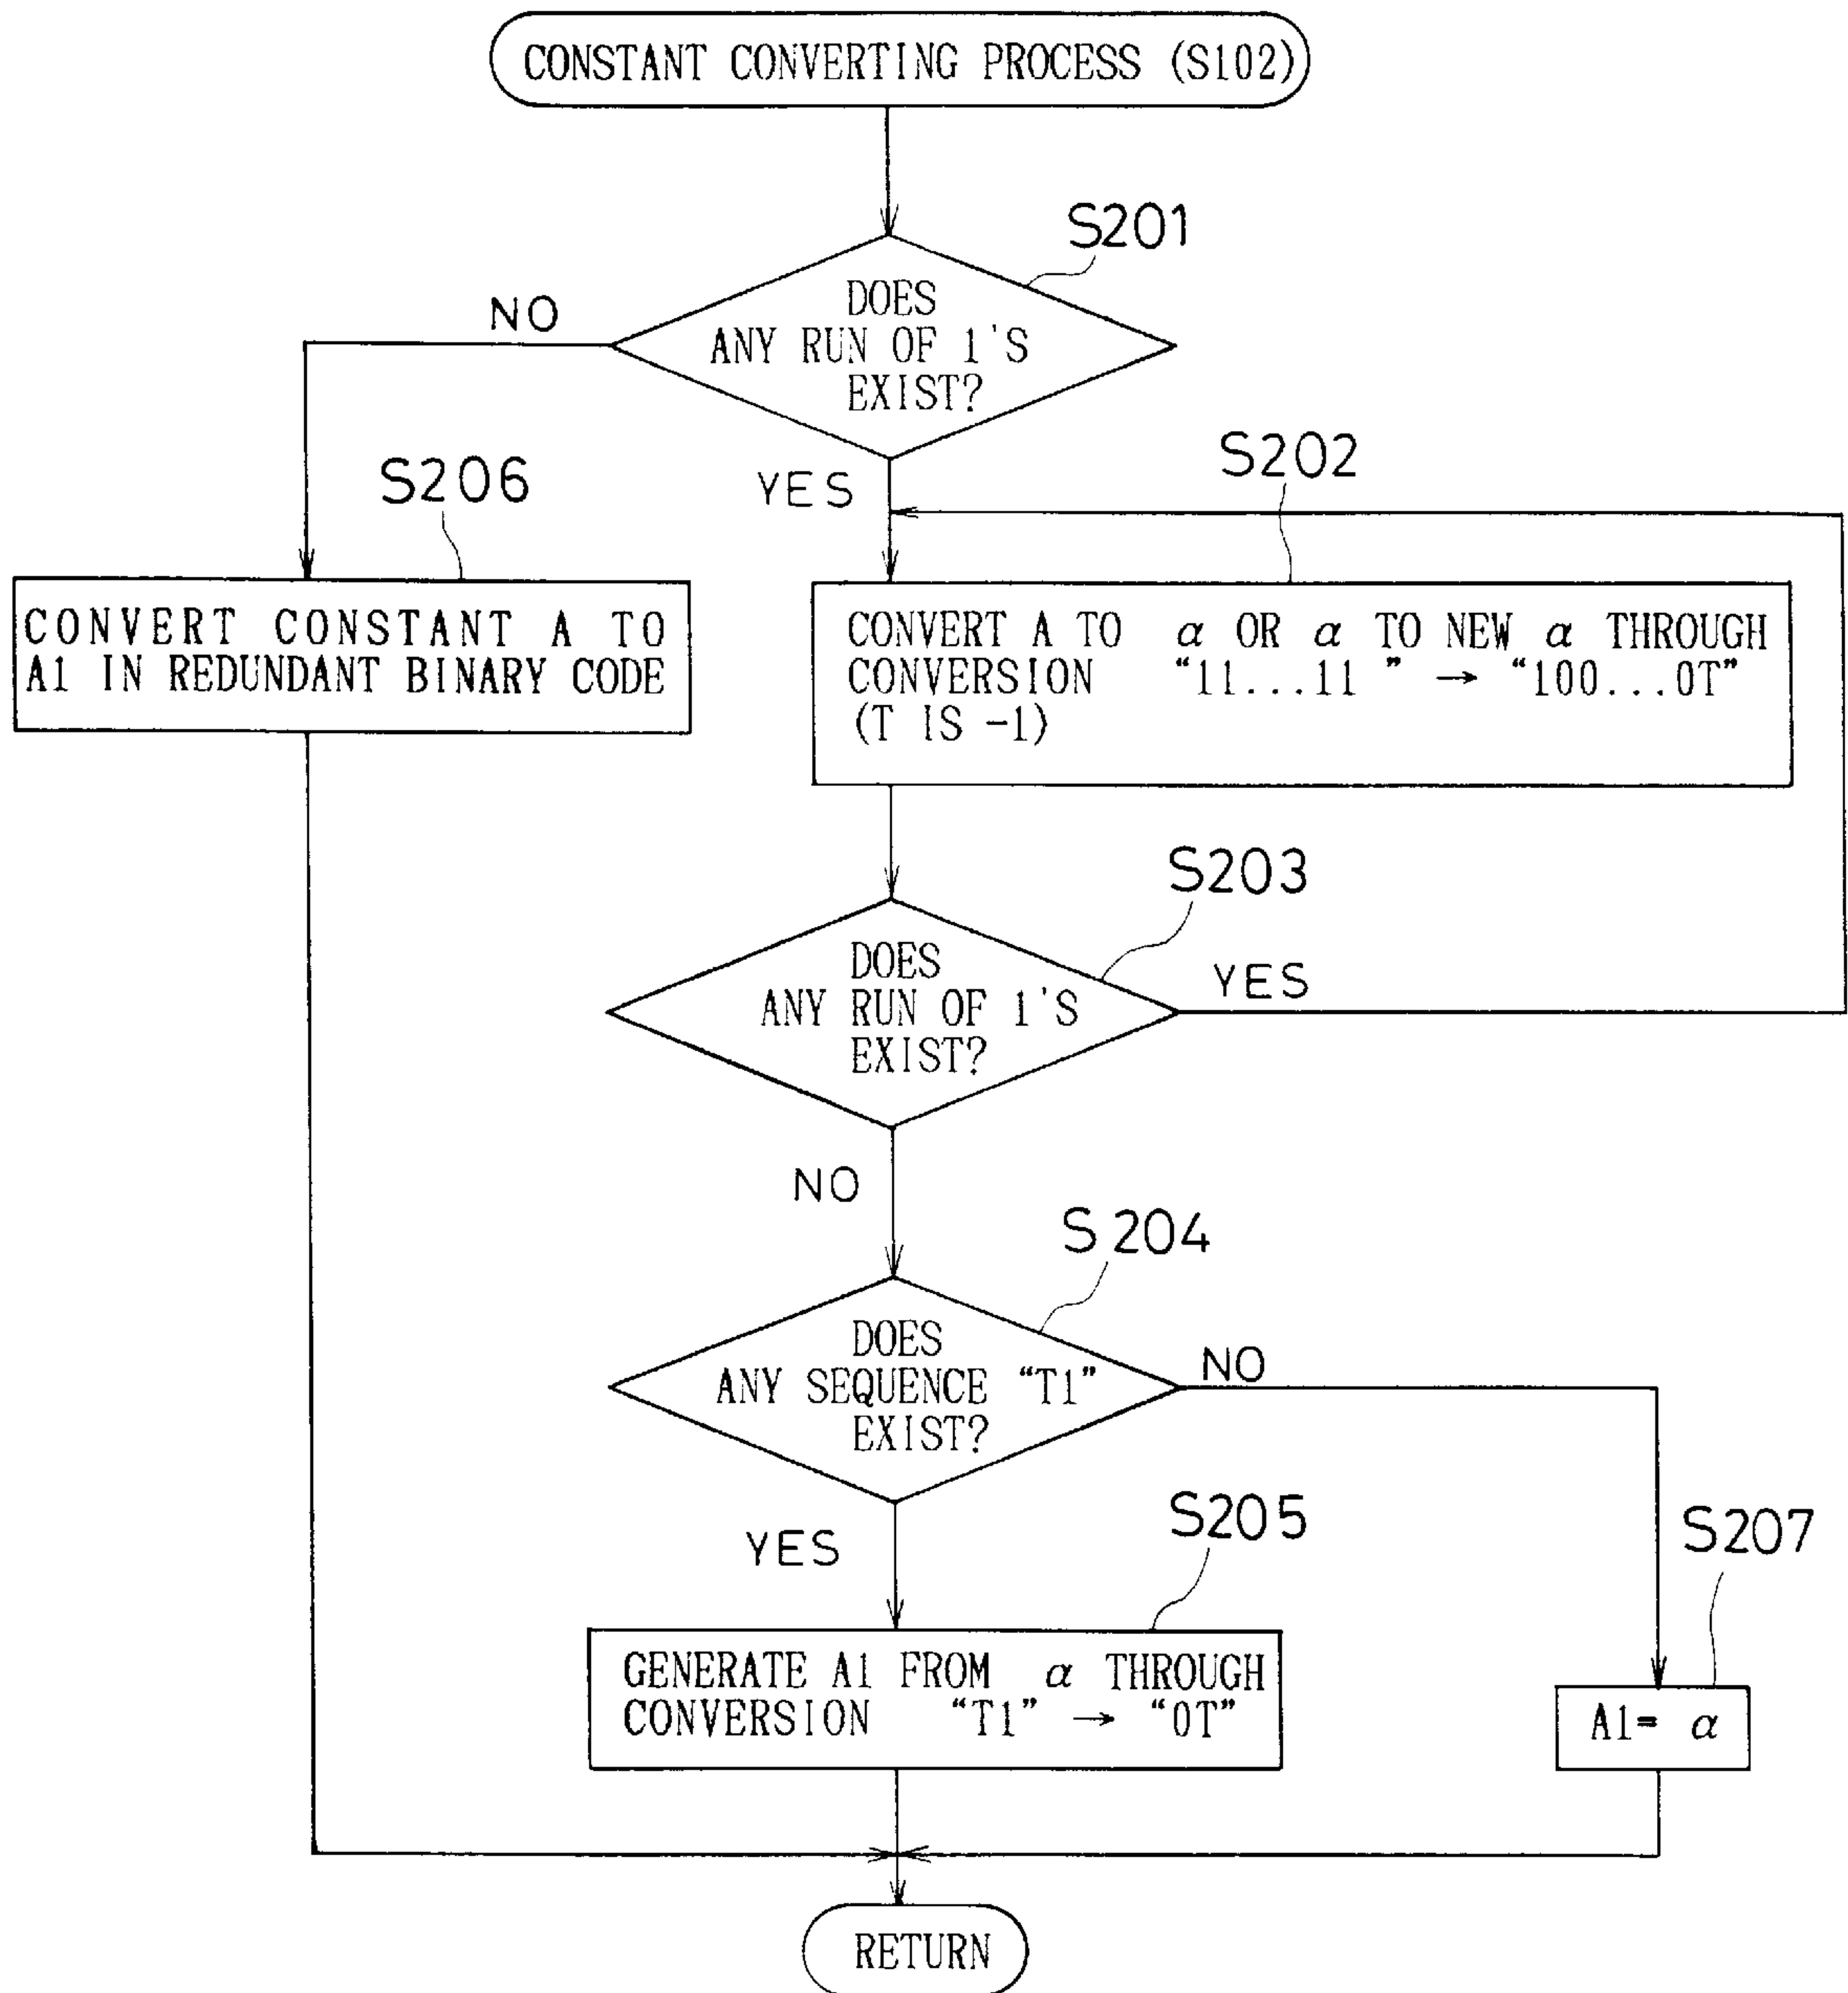 CONSTANT CONVERTING PROCESS (S102)
S201
DOES
ANY RUN OF 1'S
EXIST?
NO
YES
S206
CONVERT CONSTANT A TO
A1 IN REDUNDANT BINARY CODE
S202
CONVERT A TO α OR α TO NEW α THROUGH
CONVERSION “11...11 ” → “100...0T”
(T IS -1)
S203
DOES
ANY RUN OF 1'S
EXIST?
YES
NO
S204
DOES
ANY SEQUENCE “T1”
EXIST?
NO
YES
S205
GENERATE A1 FROM α THROUGH
CONVERSION “T1” → “0T”
S207
A1= α
RETURN